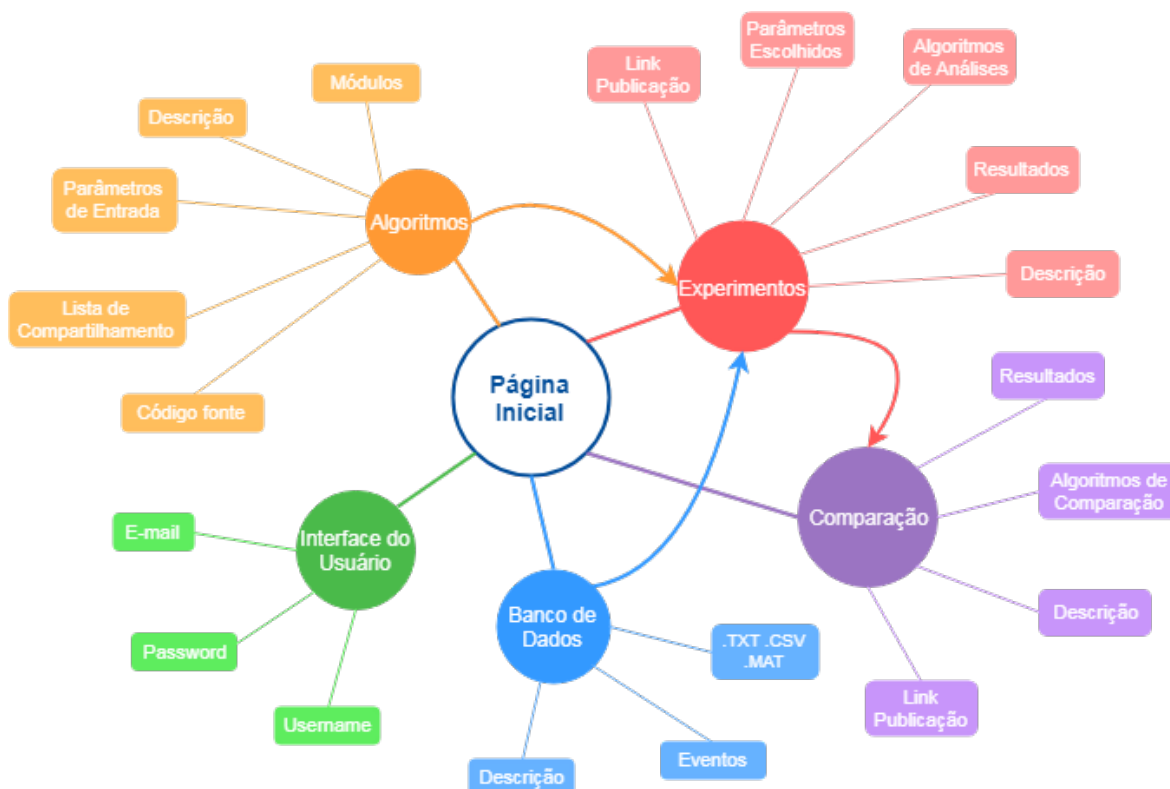 Parâmetros
Escolhidos
Link
Publicação
Algoritmos
de Análises
Módulos
Descrição
Resultados
Parâmetros
de Entrada
Algoritmos
Experimentos
Descrição
Lista de
Compartilhamento
Página
Inicial
Resultados
Código fonte
Algoritmos de
Comparação
Comparação
E-mail
Interface do
Usuário
Banco de
Dados
Descrição
.TXT .CSV
.MAT
Password
Link
Publicação
Username
Eventos
Descrição